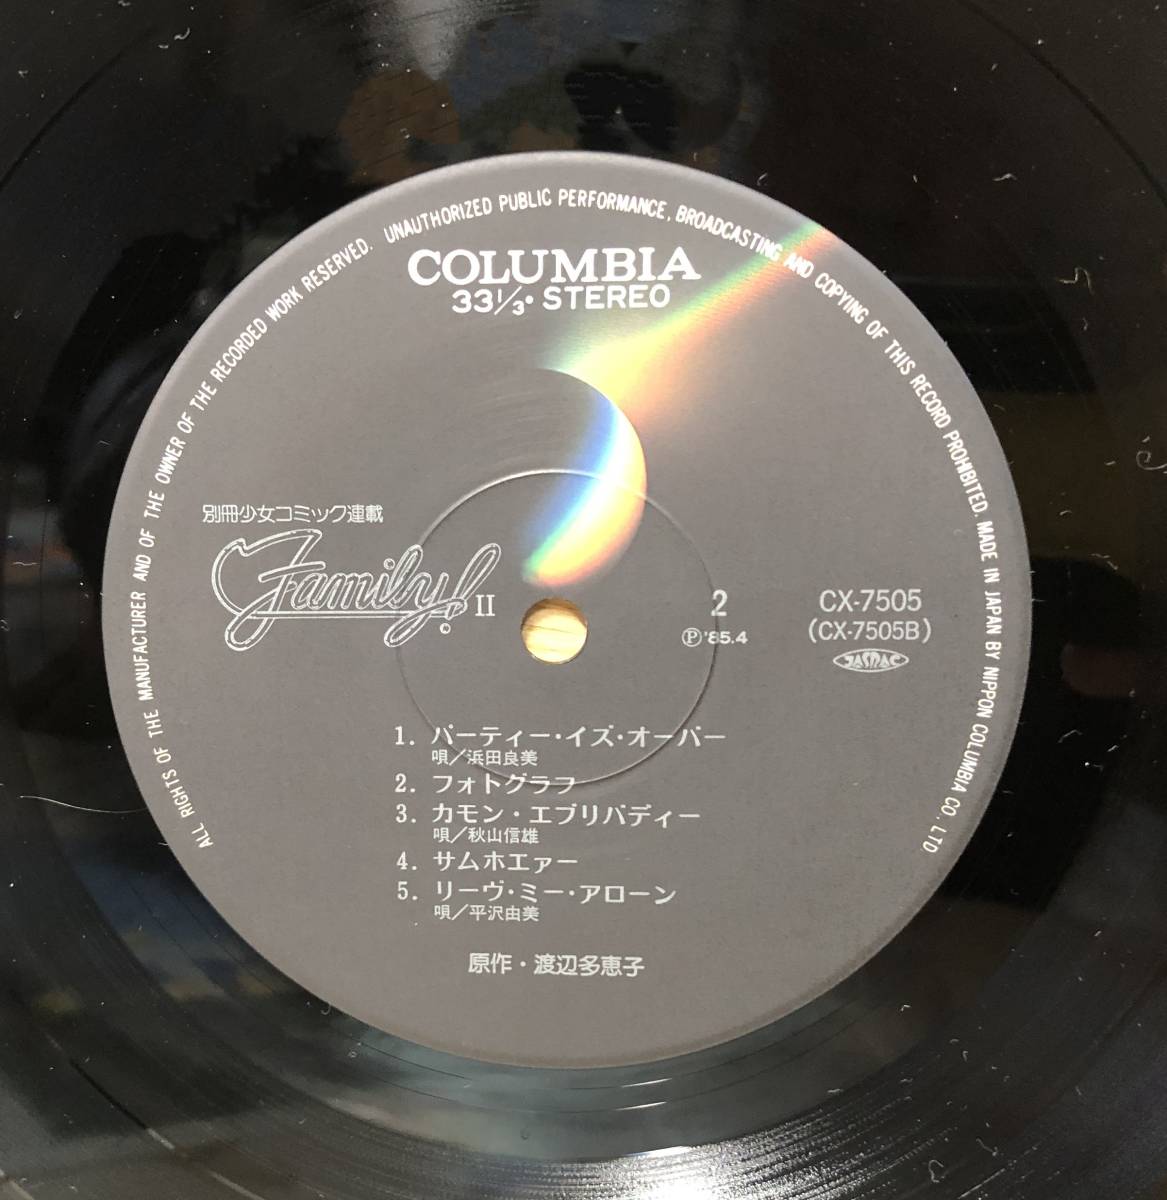 ALL RIGHTS OF THE MANUFACTURER AND OF THE OWNER OF THE RECORDED WORK RESERVED. UNAUTHORIZED PUBLIC PERFORMANCE, BROADCASTING AND COPYING OF THIS RECORD PROHIBITED. MADE IN JAPAN BY NIPPON COLUMBIA CO., LTD
COLUMBIA
33 1/3・STEREO
別冊少女コミック連載
Family! II
2
Ⓟ'85.4
CX-7505
(CX-7505B)
JASRAC
1. パーティー・イズ・オーバー
唄／浜田良美
2. フォトグラフ
3. カモン・エブリバディー
唄／秋山信雄
4. サムホエァー
5. リーヴ・ミー・アローン
唄／平沢由美
原作・渡辺多恵子